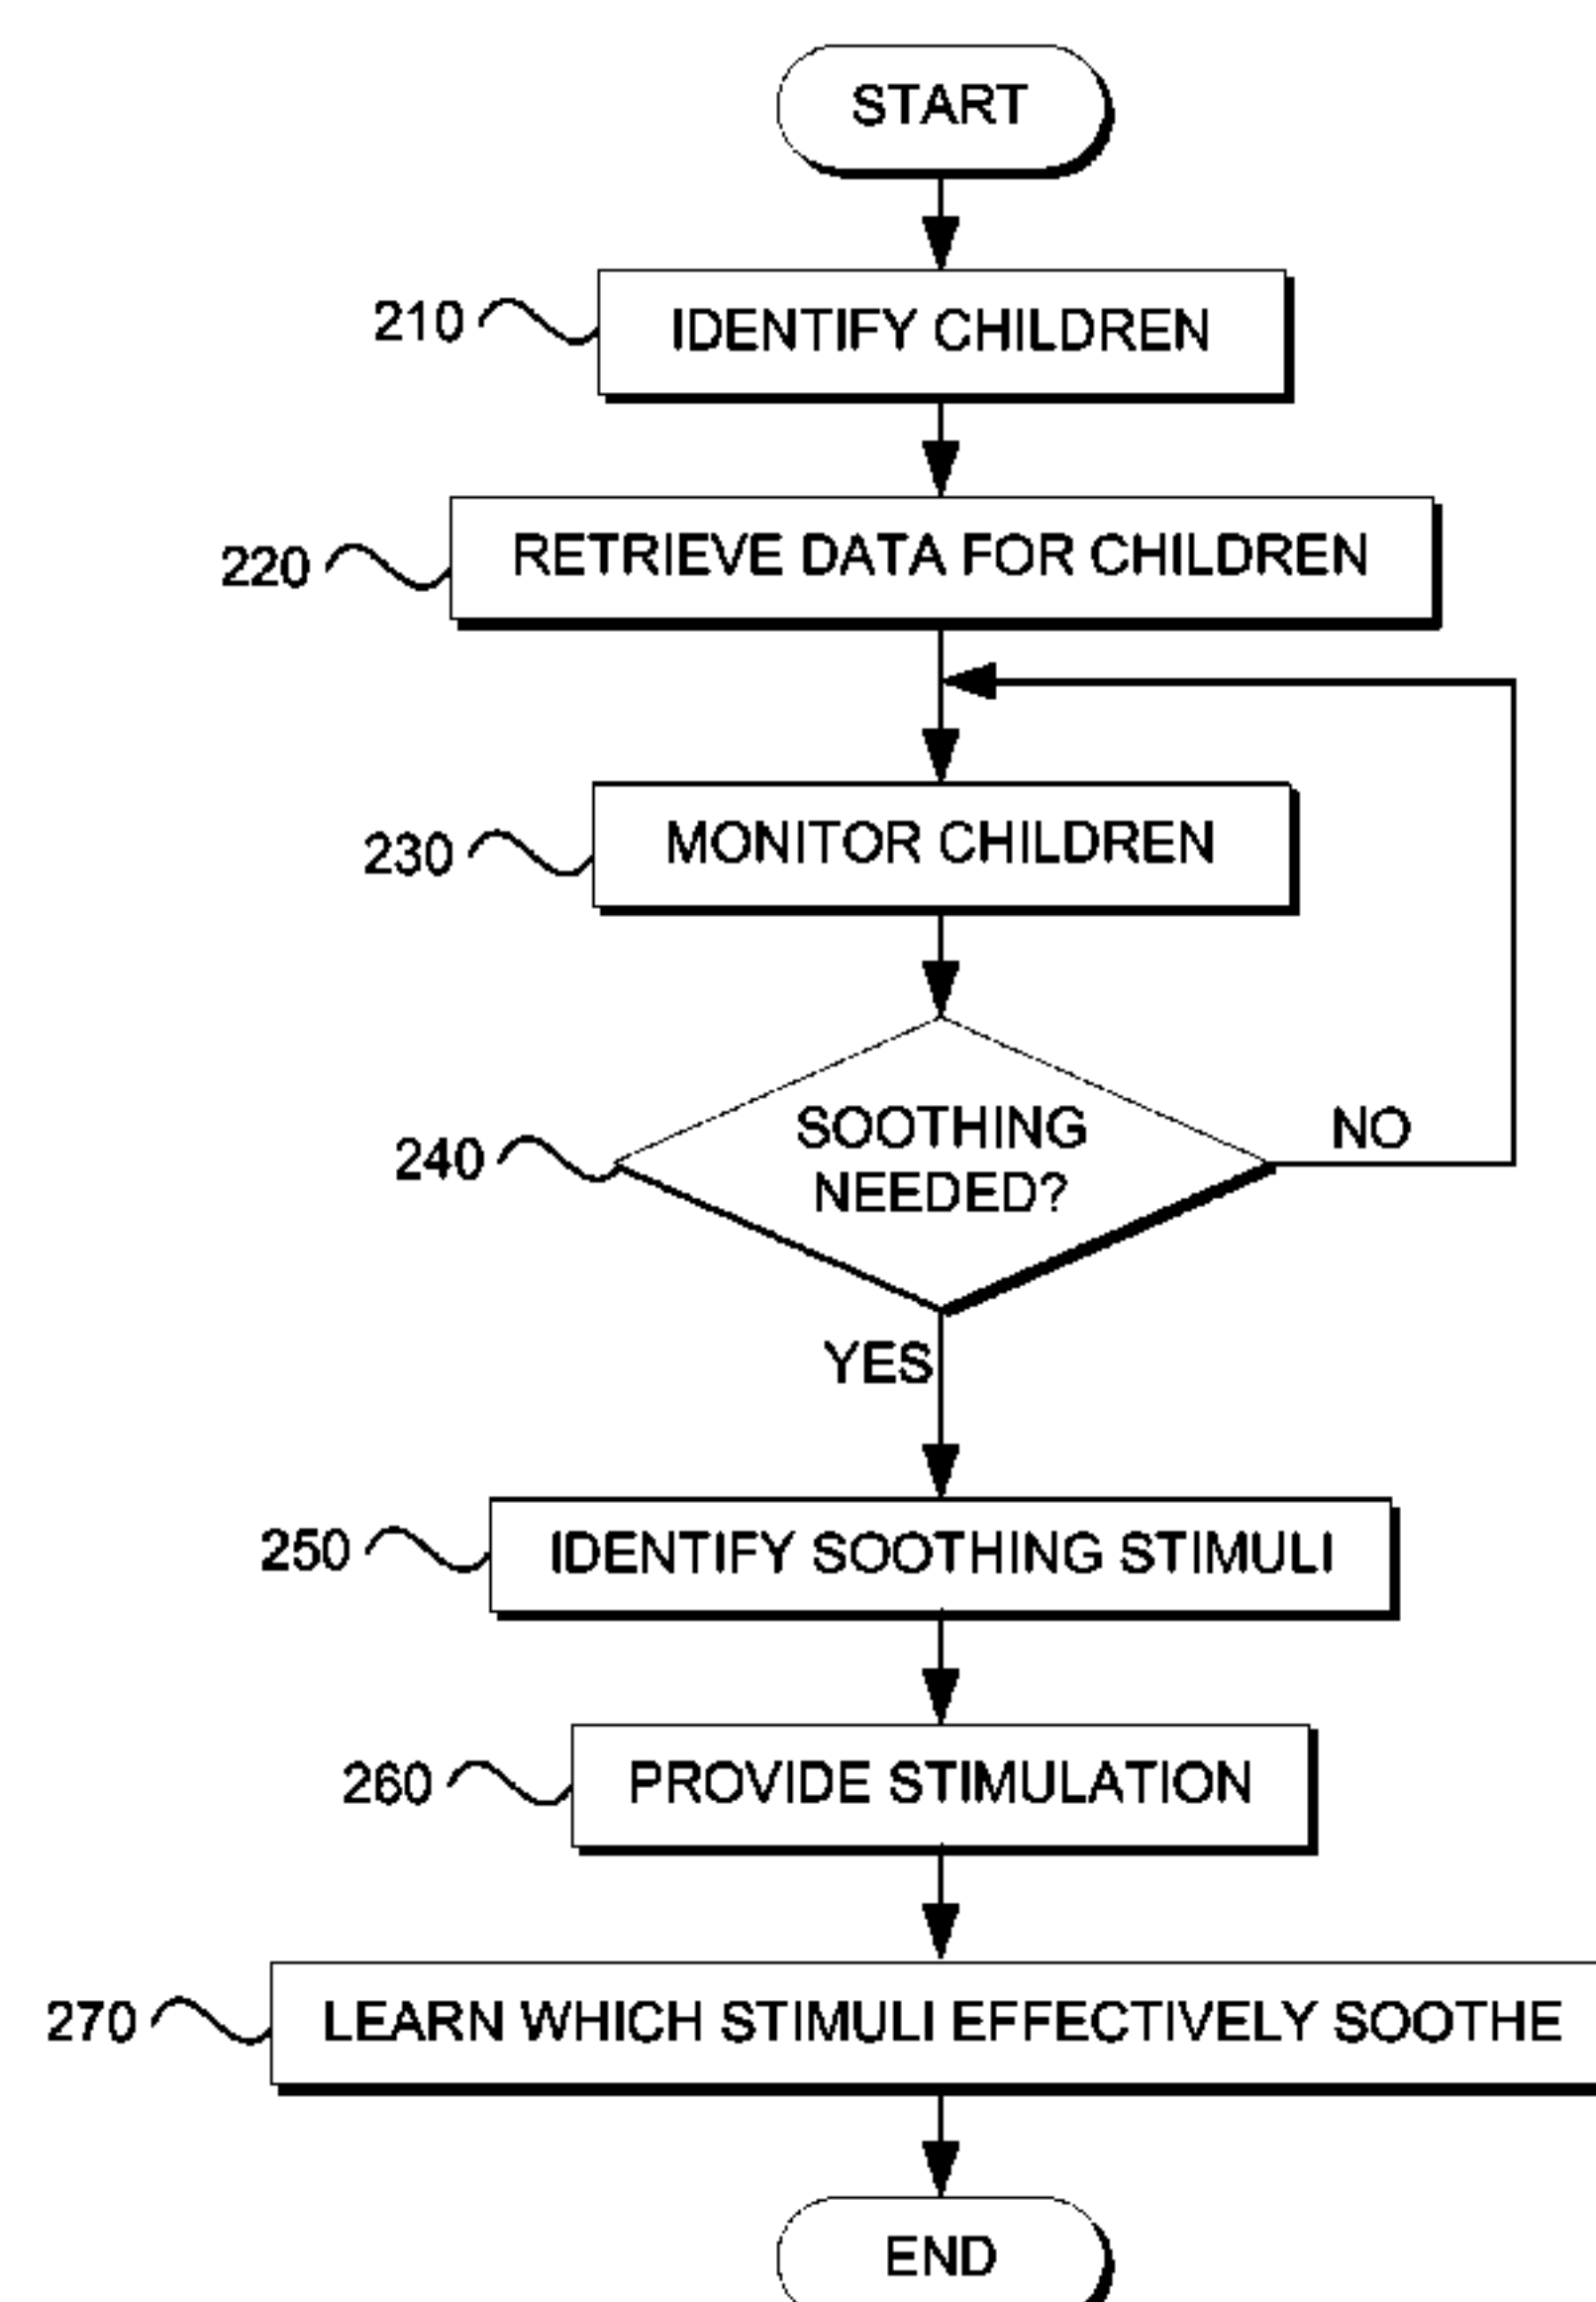 START
210
IDENTIFY CHILDREN
220
RETRIEVE DATA FOR CHILDREN
230
MONITOR CHILDREN
240
SOOTHING
NEEDED?
NO
YES
250
IDENTIFY SOOTHING STIMULI
260
PROVIDE STIMULATION
270
LEARN WHICH STIMULI EFFECTIVELY SOOTHE
END